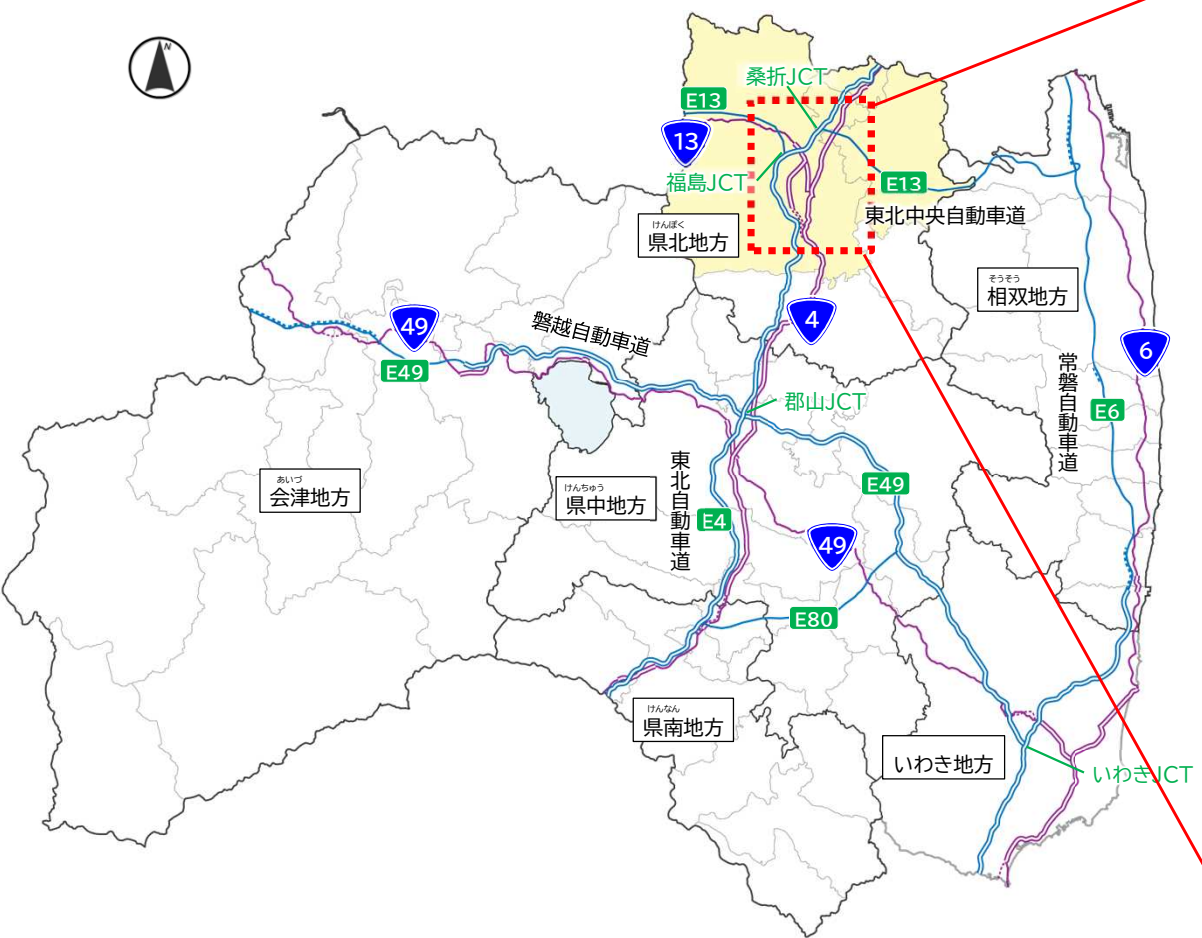 N
桑折JCT
E13
13
福島JCT
E13
東北中央自動車道
けんぽく
県北地方
そうそう
相双地方
4
49
磐越自動車道
6
E49
常磐自動車道
E6
郡山JCT
あいづ
会津地方
けんちゅう
県中地方
東北自動車道
E4
E49
49
E80
けんなん
県南地方
いわき地方
いわきJCT